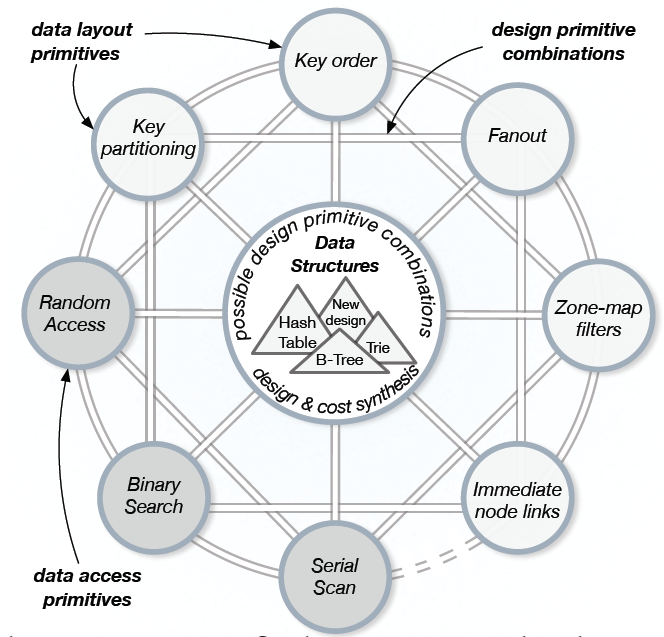 data layout
primitives
design primitive
combinations
Key order
Key
partitioning
Fanout
possible design primitive combinations
Data
Structures
Random
Access
Zone-map
filters
New
design
Hash
Table
Trie
B-Tree
design & cost synthesis
Binary
Search
Immediate
node links
Serial
Scan
data access
primitives